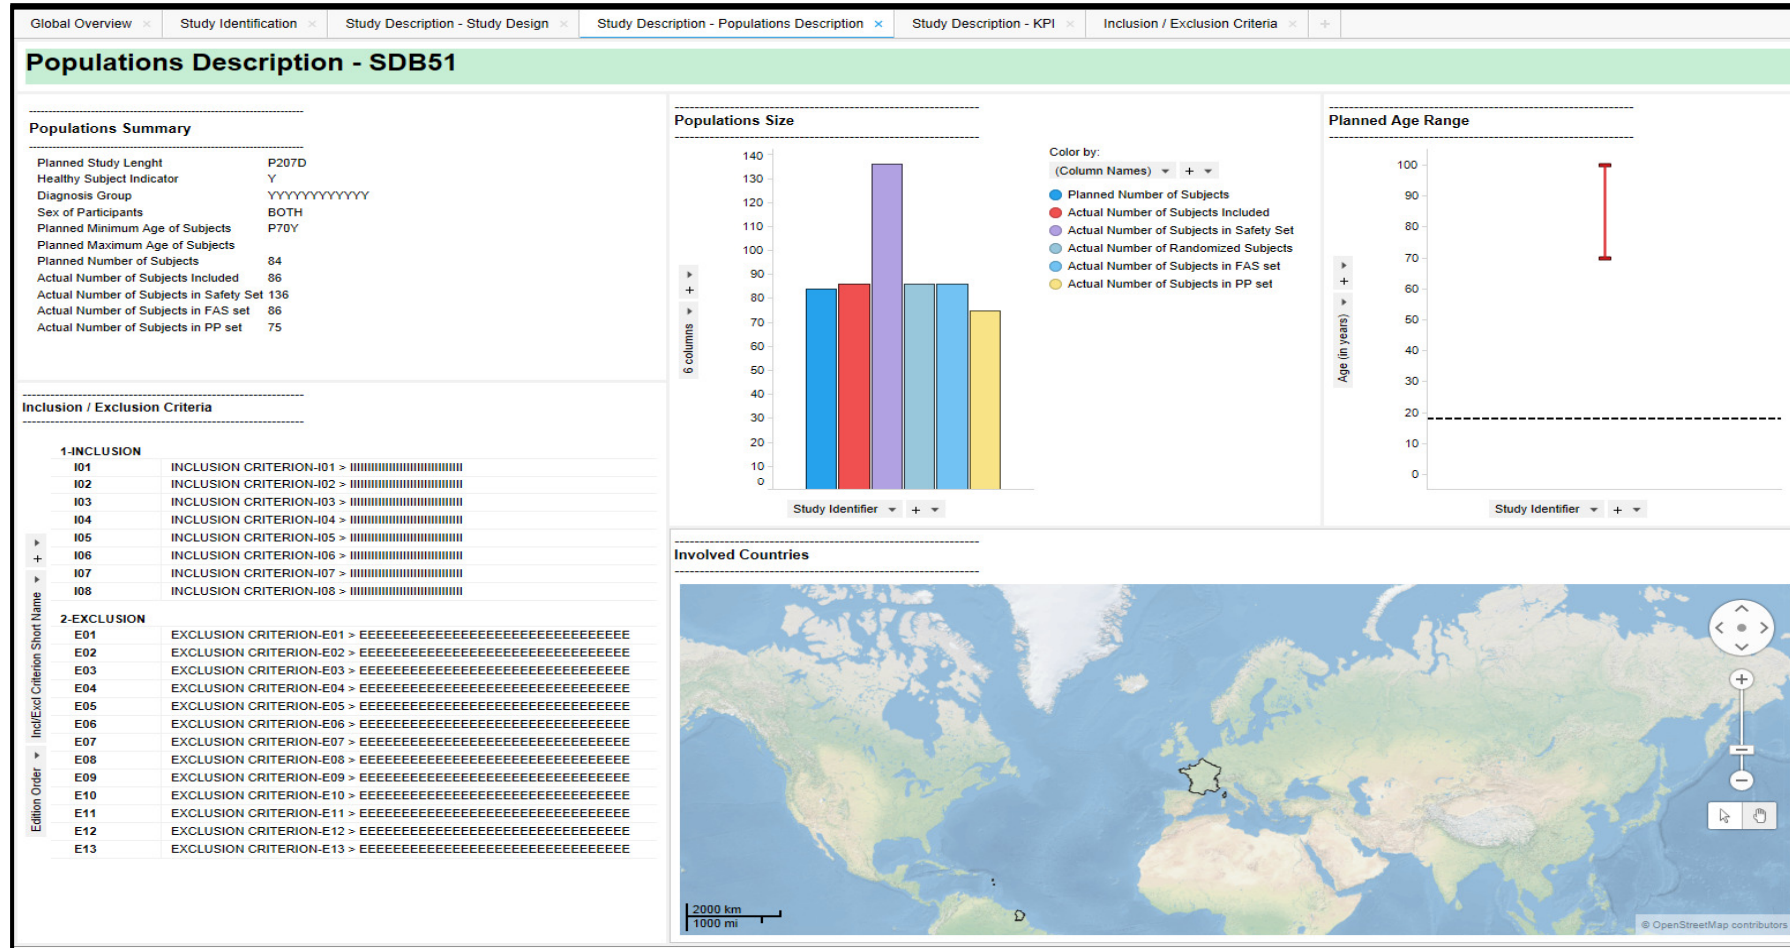 Global Overview × Study Identification × Study Description - Study Design × Study Description - Populations Description × Study Description - KPI × Inclusion / Exclusion Criteria × +
Populations Description - SDB51
Populations Summary
Planned Study Lenght P207D
Healthy Subject Indicator Y
Diagnosis Group YYYYYYYYYYYY
Sex of Participants BOTH
Planned Minimum Age of Subjects P70Y
Planned Maximum Age of Subjects
Planned Number of Subjects 84
Actual Number of Subjects Included 86
Actual Number of Subjects in Safety Set 136
Actual Number of Subjects in FAS set 86
Actual Number of Subjects in PP set 75
Inclusion / Exclusion Criteria
1-INCLUSION
I01 INCLUSION CRITERION-I01 > IIIIIIIIIIIIIIIIIIIIIIIIIIIIIIII
I02 INCLUSION CRITERION-I02 > IIIIIIIIIIIIIIIIIIIIIIIIIIIIIIII
I03 INCLUSION CRITERION-I03 > IIIIIIIIIIIIIIIIIIIIIIIIIIIIIIII
I04 INCLUSION CRITERION-I04 > IIIIIIIIIIIIIIIIIIIIIIIIIIIIIIII
I05 INCLUSION CRITERION-I05 > IIIIIIIIIIIIIIIIIIIIIIIIIIIIIIII
I06 INCLUSION CRITERION-I06 > IIIIIIIIIIIIIIIIIIIIIIIIIIIIIIII
I07 INCLUSION CRITERION-I07 > IIIIIIIIIIIIIIIIIIIIIIIIIIIIIIII
I08 INCLUSION CRITERION-I08 > IIIIIIIIIIIIIIIIIIIIIIIIIIIIIIII
2-EXCLUSION
E01 EXCLUSION CRITERION-E01 > EEEEEEEEEEEEEEEEEEEEEEEEEEEEEEEE
E02 EXCLUSION CRITERION-E02 > EEEEEEEEEEEEEEEEEEEEEEEEEEEEEEEE
E03 EXCLUSION CRITERION-E03 > EEEEEEEEEEEEEEEEEEEEEEEEEEEEEEEE
E04 EXCLUSION CRITERION-E04 > EEEEEEEEEEEEEEEEEEEEEEEEEEEEEEEE
E05 EXCLUSION CRITERION-E05 > EEEEEEEEEEEEEEEEEEEEEEEEEEEEEEEE
E06 EXCLUSION CRITERION-E06 > EEEEEEEEEEEEEEEEEEEEEEEEEEEEEEEE
E07 EXCLUSION CRITERION-E07 > EEEEEEEEEEEEEEEEEEEEEEEEEEEEEEEE
E08 EXCLUSION CRITERION-E08 > EEEEEEEEEEEEEEEEEEEEEEEEEEEEEEEE
E09 EXCLUSION CRITERION-E09 > EEEEEEEEEEEEEEEEEEEEEEEEEEEEEEEE
E10 EXCLUSION CRITERION-E10 > EEEEEEEEEEEEEEEEEEEEEEEEEEEEEEEE
E11 EXCLUSION CRITERION-E11 > EEEEEEEEEEEEEEEEEEEEEEEEEEEEEEEE
E12 EXCLUSION CRITERION-E12 > EEEEEEEEEEEEEEEEEEEEEEEEEEEEEEEE
E13 EXCLUSION CRITERION-E13 > EEEEEEEEEEEEEEEEEEEEEEEEEEEEEEEE
Incl/Excl Criterion Short Name
Edition Order
Populations Size
140
130
120
110
100
90
80
70
60
50
40
30
20
10
0
6 columns
Study Identifier
Color by:
(Column Names)
Planned Number of Subjects
Actual Number of Subjects Included
Actual Number of Subjects in Safety Set
Actual Number of Randomized Subjects
Actual Number of Subjects in FAS set
Actual Number of Subjects in PP set
Planned Age Range
100
90
80
70
60
50
40
30
20
10
0
Age (in years)
Study Identifier
Involved Countries
2000 km
1000 mi
© OpenStreetMap contributors